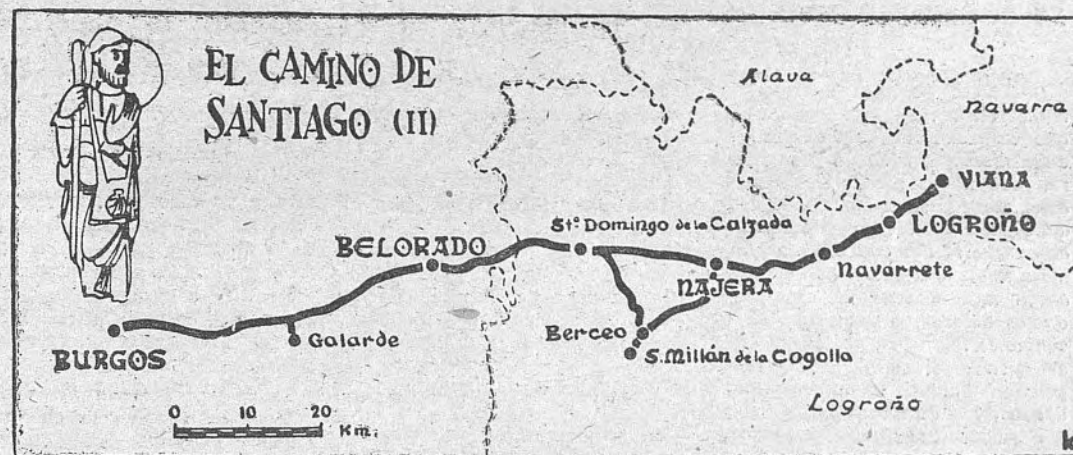 EL CAMINO DE
SANTIAGO (II)
Alava
Navarra
VIANA
Stº Domingo de la Calzada
LOGROÑO
BELORADO
Navarrete
NAJERA
Galarde
Berceo
BURGOS
S. Millán de la Cogolla
0 10 20
Km.
Logroño